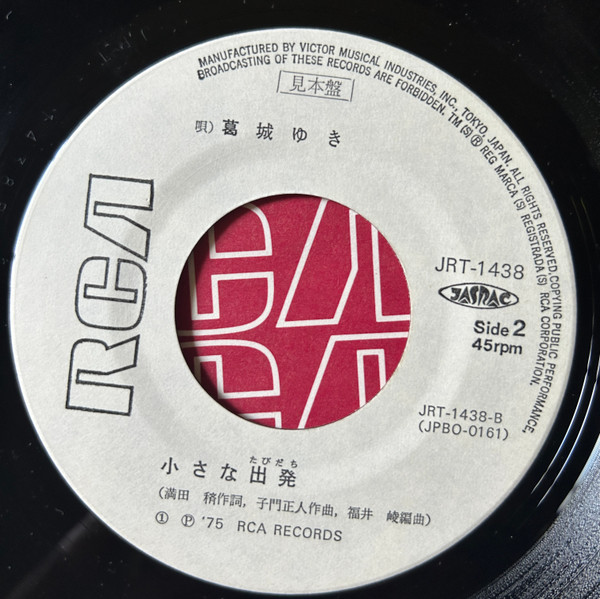 MANUFACTURED BY VICTOR MUSICAL INDUSTRIES, INC., TOKYO, JAPAN. ALL RIGHTS RESERVED, COPYING PUBLIC PERFORMANCE,
BROADCASTING OF THESE RECORDS ARE FORBIDDEN. TM (S) ® REG MARCA (S) REGISTRADA (S) RCA CORPORATION.
見本盤
唄) 葛城ゆき
RCA
JRT-1438
JASRAC
Side 2
45rpm
JRT-1438-B
(JPBO-0161)
たびだち
小さな出発
(満田 稍作詞, 子門正人作曲, 福井 崚編曲)
① Ⓟ '75 RCA RECORDS